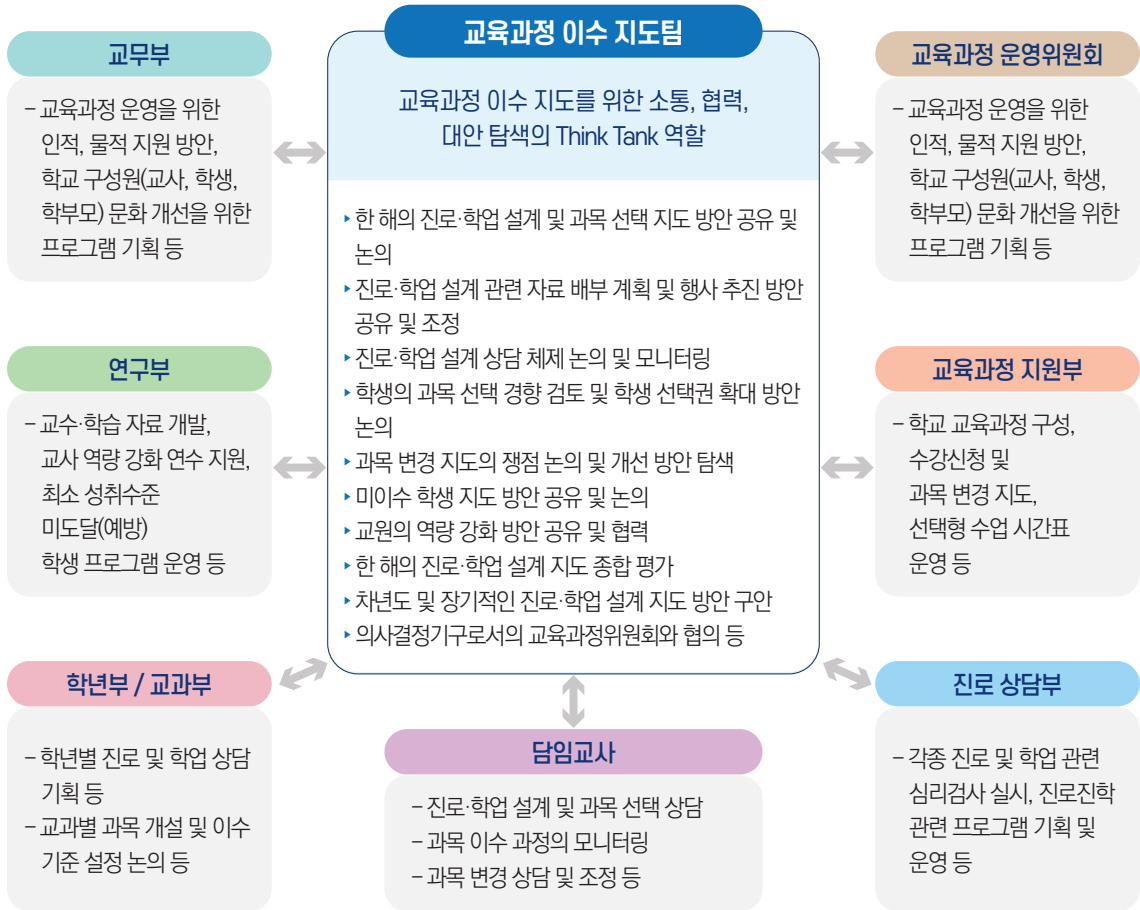 교육과정 이수 지도팀
교육과정 이수 지도를 위한 소통, 협력,
대안 탐색의 Think Tank 역할
▸한 해의 진로·학업 설계 및 과목 선택 지도 방안 공유 및
논의
▸진로·학업 설계 관련 자료 배부 계획 및 행사 추진 방안
공유 및 조정
▸진로·학업 설계 상담 체제 논의 및 모니터링
▸학생의 과목 선택 경향 검토 및 학생 선택권 확대 방안
논의
▸과목 변경 지도의 쟁점 논의 및 개선 방안 탐색
▸미이수 학생 지도 방안 공유 및 논의
▸교원의 역량 강화 방안 공유 및 협력
▸한 해의 진로·학업 설계 지도 종합 평가
▸차년도 및 장기적인 진로·학업 설계 지도 방안 구안
▸의사결정기구로서의 교육과정위원회와 협의 등
교무부
– 교육과정 운영을 위한
인적, 물적 지원 방안,
학교 구성원(교사, 학생,
학부모) 문화 개선을 위한
프로그램 기획 등
교육과정 운영위원회
– 교육과정 운영을 위한
인적, 물적 지원 방안,
학교 구성원(교사, 학생,
학부모) 문화 개선을 위한
프로그램 기획 등
연구부
– 교수·학습 자료 개발,
교사 역량 강화 연수 지원,
최소 성취수준
미도달(예방)
학생 프로그램 운영 등
교육과정 지원부
– 학교 교육과정 구성,
수강신청 및
과목 변경 지도,
선택형 수업 시간표
운영 등
학년부 / 교과부
– 학년별 진로 및 학업 상담
기획 등
– 교과별 과목 개설 및 이수
기준 설정 논의 등
담임교사
– 진로·학업 설계 및 과목 선택 상담
– 과목 이수 과정의 모니터링
– 과목 변경 상담 및 조정 등
진로 상담부
– 각종 진로 및 학업 관련
심리검사 실시, 진로진학
관련 프로그램 기획 및
운영 등